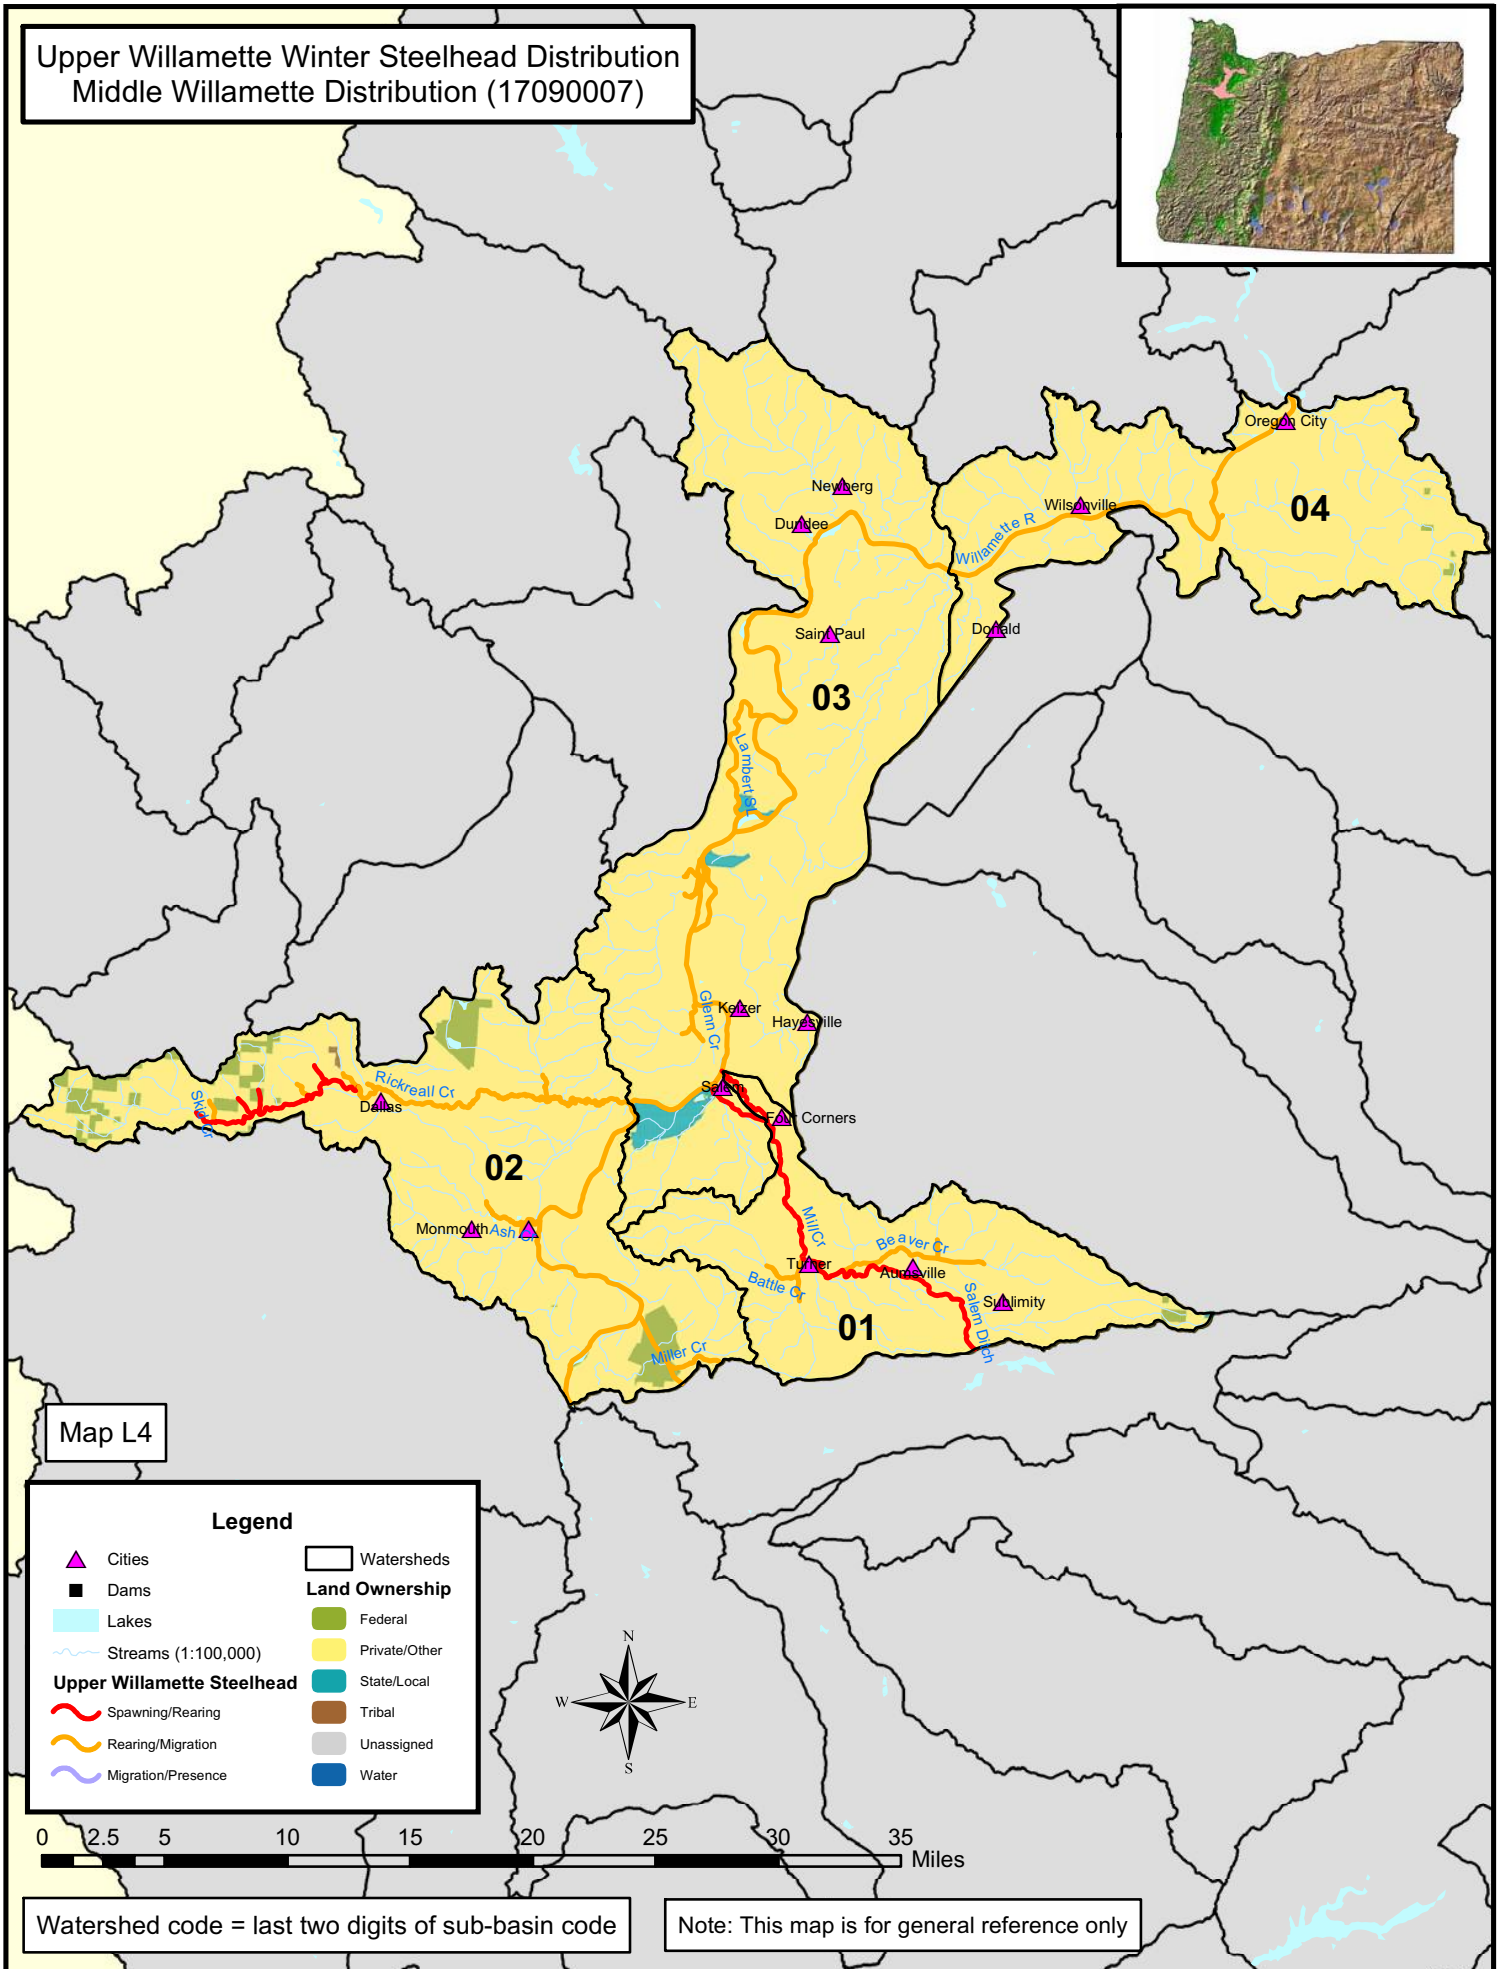 Upper Willamette Winter Steelhead Distribution
Middle Willamette Distribution (17090007)
Oregon City
Newberg
Wilsonville
04
Dundee
Willamette R
Saint Paul
Donald
03
Lambert SL
Glenn Cr
Keizer
Hayesville
Salem
Rickreall Cr
Dallas
Skid Cr
Four Corners
02
Monmouth
Ash Cr
Mill Cr
Beaver Cr
Turner
Aumsville
Battle Cr
Salem Ditch
Sublimity
01
Miller Cr
Map L4
Legend
Cities
Dams
Lakes
Streams (1:100,000)
Upper Willamette Steelhead
Spawning/Rearing
Rearing/Migration
Migration/Presence
Watersheds
Land Ownership
Federal
Private/Other
State/Local
Tribal
Unassigned
Water
N
W
E
S
0 2.5 5 10 15 20 25 30 35
Miles
Watershed code = last two digits of sub-basin code
Note: This map is for general reference only